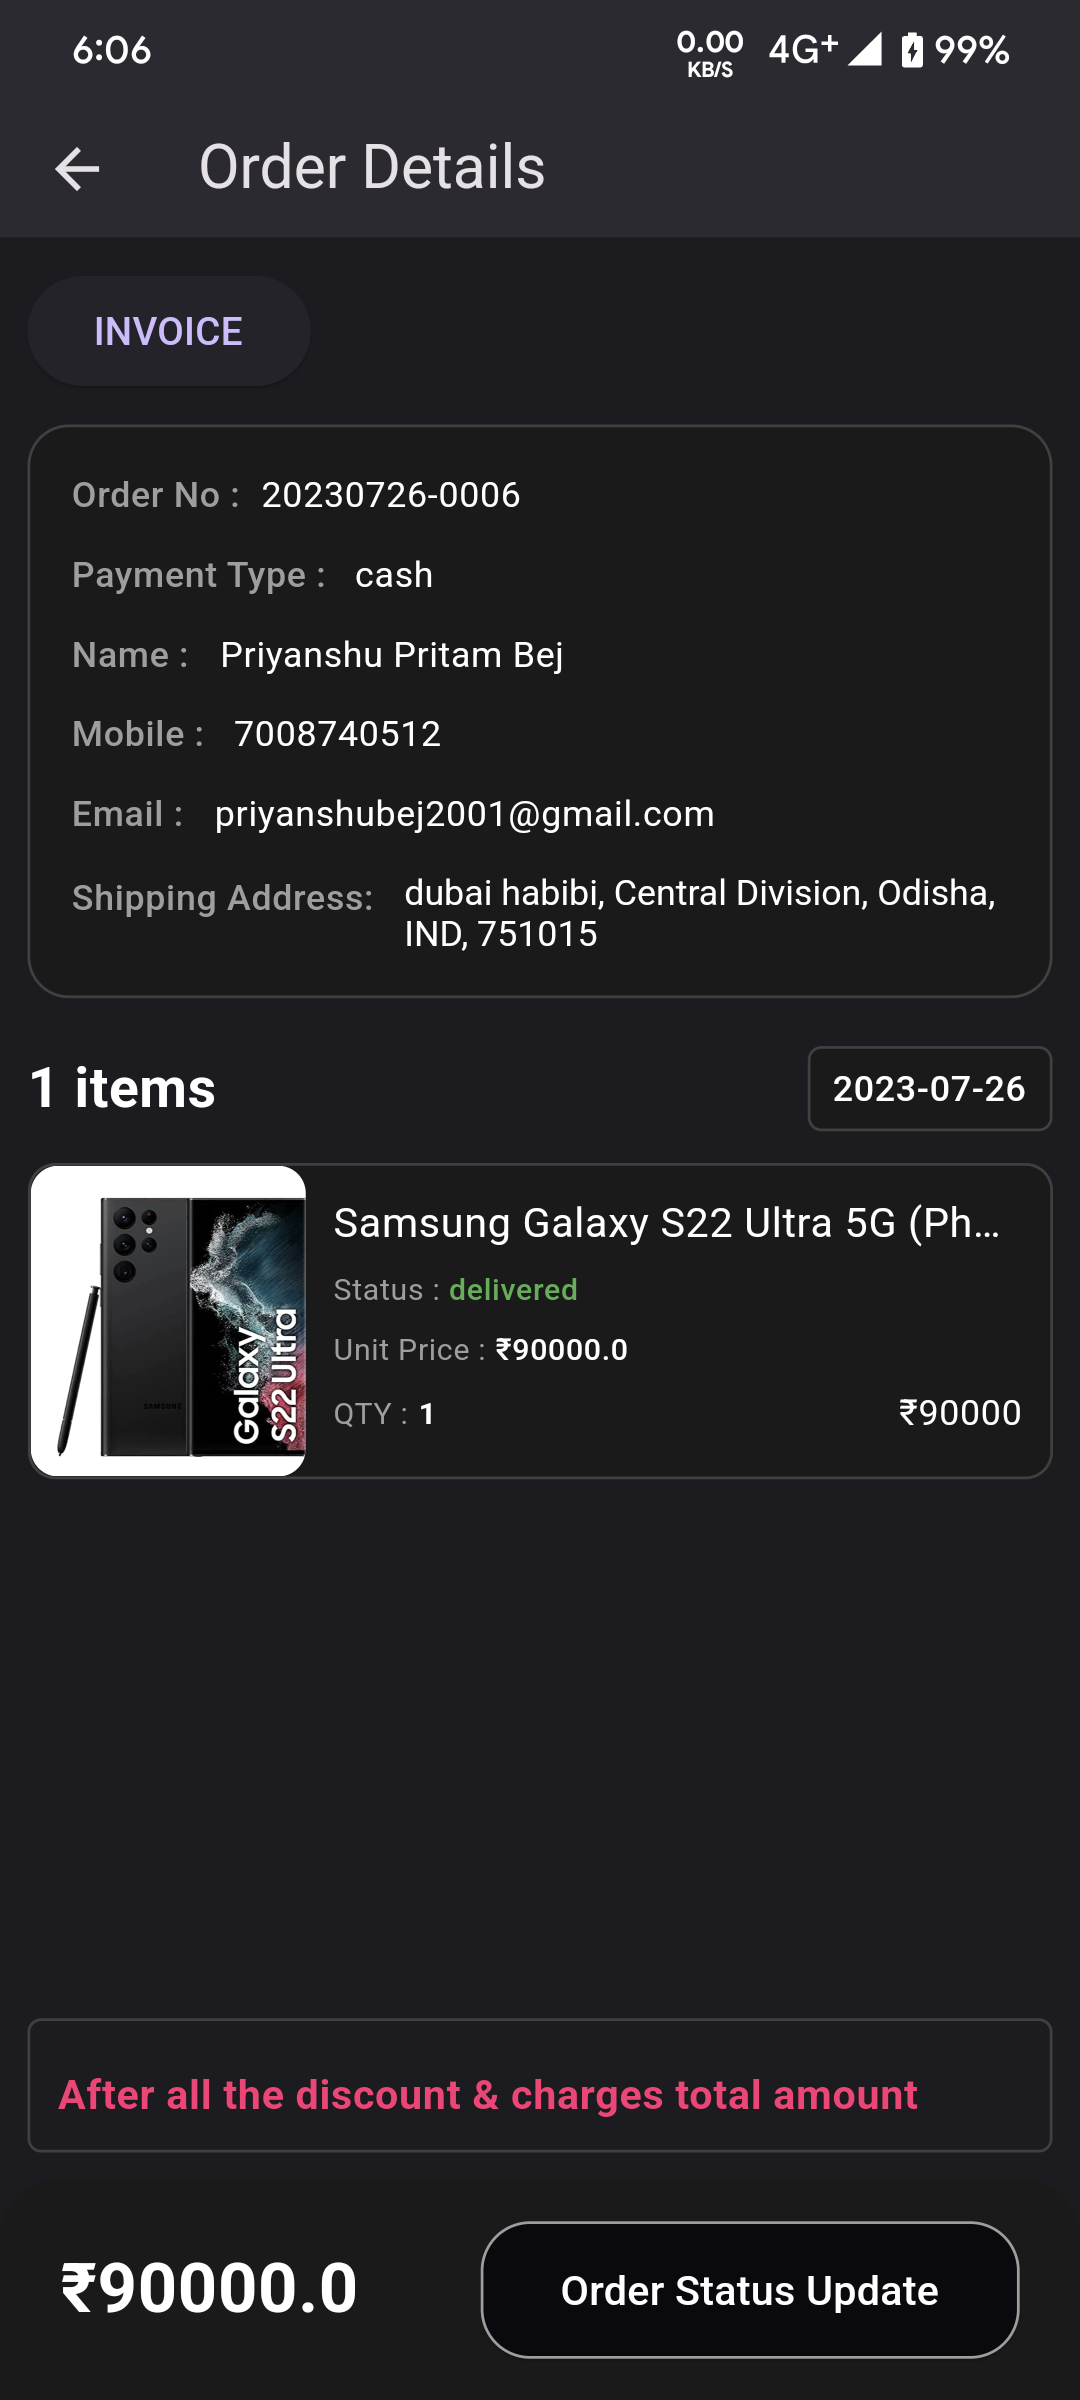 6:06
0.00
KB/S
4G+
99%
Order Details
INVOICE
Order No : 20230726-0006
Payment Type : cash
Name : Priyanshu Pritam Bej
Mobile : 7008740512
Email : priyanshubej2001@gmail.com
Shipping Address: dubai habibi, Central Division, Odisha,
IND, 751015
1 items
2023-07-26
SAMSUNG
Galaxy
S22 Ultra
Samsung Galaxy S22 Ultra 5G (Ph...
Status : delivered
Unit Price : ₹90000.0
QTY : 1
₹90000
After all the discount & charges total amount
₹90000.0
Order Status Update